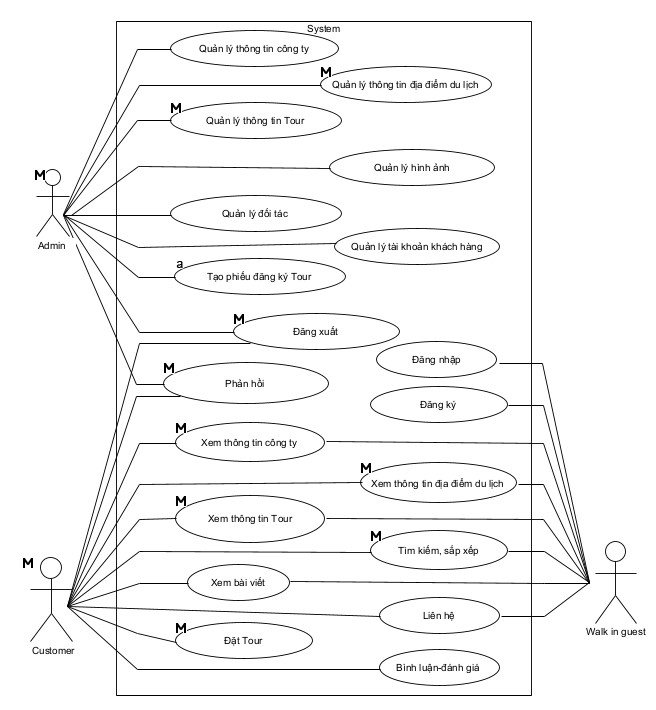 System
Quản lý thông tin công ty
M
Quản lý thông tin địa điểm du lịch
M
Quản lý thông tin Tour
Quản lý hình ảnh
M
Admin
Quản lý đối tác
Quản lý tài khoản khách hàng
a
Tạo phiếu đăng ký Tour
M
Đăng xuất
Đăng nhập
M
Phản hồi
Đăng ký
M
Xem thông tin công ty
M
Xem thông tin địa điểm du lịch
M
Xem thông tin Tour
M
Tìm kiếm, sắp xếp
M
Customer
Xem bài viết
Liên hệ
Walk in guest
M
Đặt Tour
Bình luận-đánh giá